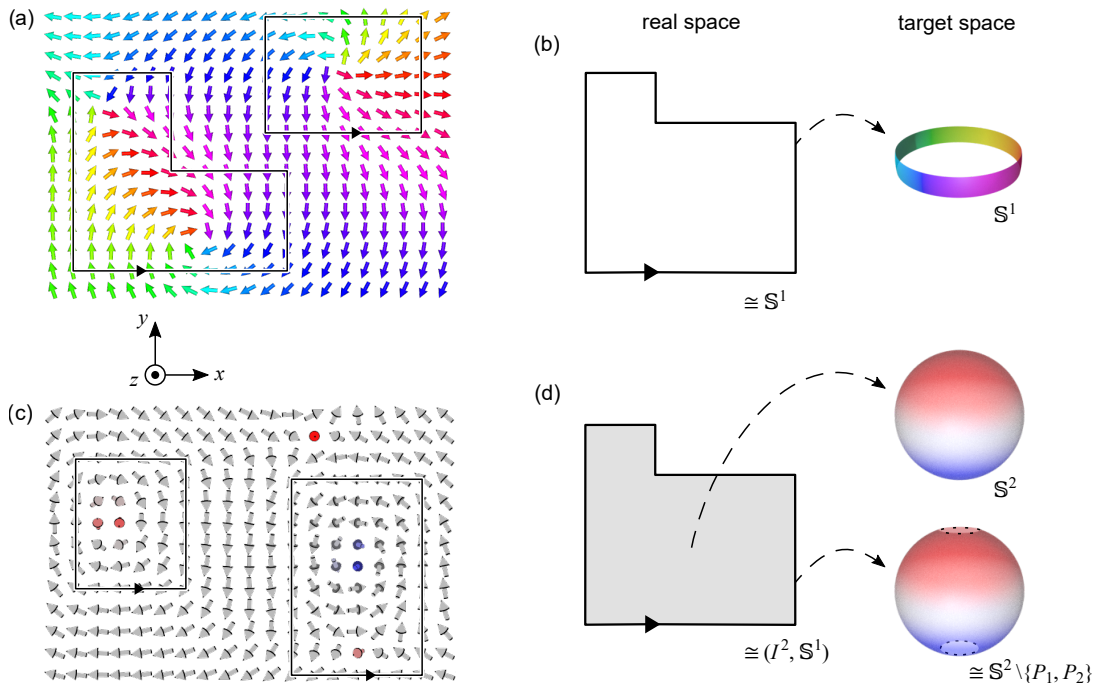 (a)
(b)
real space
target space
𝕊¹
≅ 𝕊¹
y
z
x
(c)
(d)
𝕊²
≅ (I², 𝕊¹)
≅ 𝕊² \{P₁, P₂}